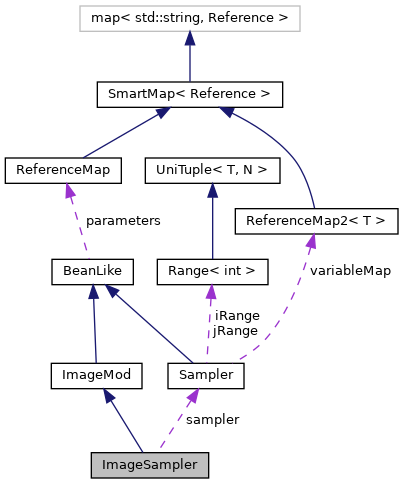 map< std::string, Reference >
SmartMap< Reference >
ReferenceMap
UniTuple< T, N >
ReferenceMap2< T >
parameters
BeanLike
Range< int >
variableMap
iRange
jRange
ImageMod
Sampler
sampler
ImageSampler